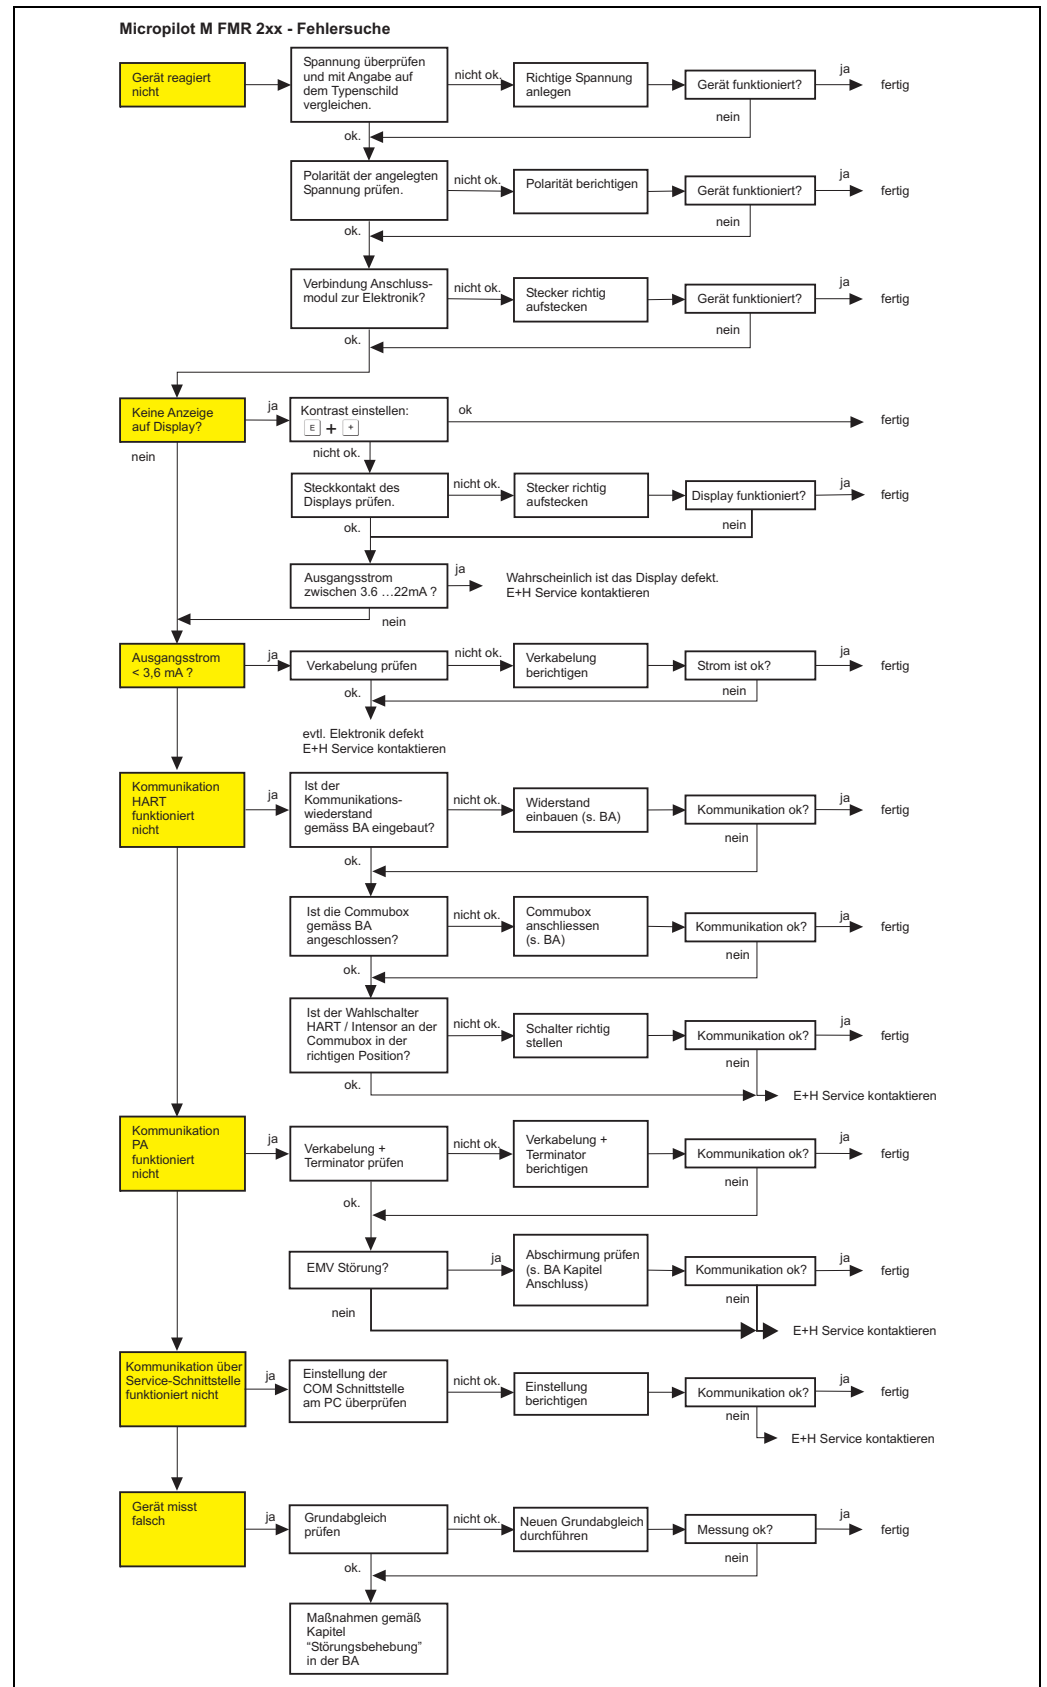 Micropilot M FMR 2xx - Fehlersuche
Gerät reagiert
nicht
Spannung überprüfen
und mit Angabe auf
dem Typenschild
vergleichen.
nicht ok.
Richtige Spannung
anlegen
Gerät funktioniert?
ja
fertig
nein
ok.
Polarität der angelegten
Spannung prüfen.
nicht ok.
Polarität berichtigen
Gerät funktioniert?
ja
fertig
nein
ok.
Verbindung Anschluss-
modul zur Elektronik?
nicht ok.
Stecker richtig
aufstecken
Gerät funktioniert?
ja
fertig
nein
ok.
Keine Anzeige
auf Display?
ja
Kontrast einstellen:
E + +
ok
fertig
nein
nicht ok.
Steckkontakt des
Displays prüfen.
nicht ok.
Stecker richtig
aufstecken
Display funktioniert?
ja
fertig
nein
ok.
Ausgangsstrom
zwischen 3.6 ...22mA ?
ja
Wahrscheinlich ist das Display defekt.
E+H Service kontaktieren
nein
Ausgangsstrom
< 3,6 mA ?
ja
Verkabelung prüfen
nicht ok.
Verkabelung
berichtigen
Strom ist ok?
ja
fertig
nein
ok.
evtl. Elektronik defekt
E+H Service kontaktieren
Kommunikation
HART
funktioniert
nicht
ja
Ist der
Kommunikations-
wiederstand
gemäss BA eingebaut?
nicht ok.
Widerstand
einbauen (s. BA)
Kommunikation ok?
ja
fertig
nein
ok.
Ist die Commubox
gemäss BA
angeschlossen?
nicht ok.
Commubox
anschliessen
(s. BA)
Kommunikation ok?
ja
fertig
nein
ok.
Ist der Wahlschalter
HART / Intensor an der
Commubox in der
richtigen Position?
nicht ok.
Schalter richtig
stellen
Kommunikation ok?
ja
fertig
nein
ok.
E+H Service kontaktieren
Kommunikation
PA
funktioniert
nicht
ja
Verkabelung +
Terminator prüfen
nicht ok.
Verkabelung +
Terminator
berichtigen
Kommunikation ok?
ja
fertig
nein
ok.
EMV Störung?
ja
Abschirmung prüfen
(s. BA Kapitel
Anschluss)
Kommunikation ok?
ja
fertig
nein
nein
E+H Service kontaktieren
Kommunikation über
Service-Schnittstelle
funktioniert nicht
ja
Einstellung der
COM Schnittstelle
am PC überprüfen
nicht ok.
Einstellung
berichtigen
Kommunikation ok?
ja
fertig
nein
E+H Service kontaktieren
Gerät misst
falsch
ja
Grundabgleich
prüfen
nicht ok.
Neuen Grundabgleich
durchführen
Messung ok?
ja
fertig
nein
ok.
Maßnahmen gemäß
Kapitel
“Störungsbehebung”
in der BA